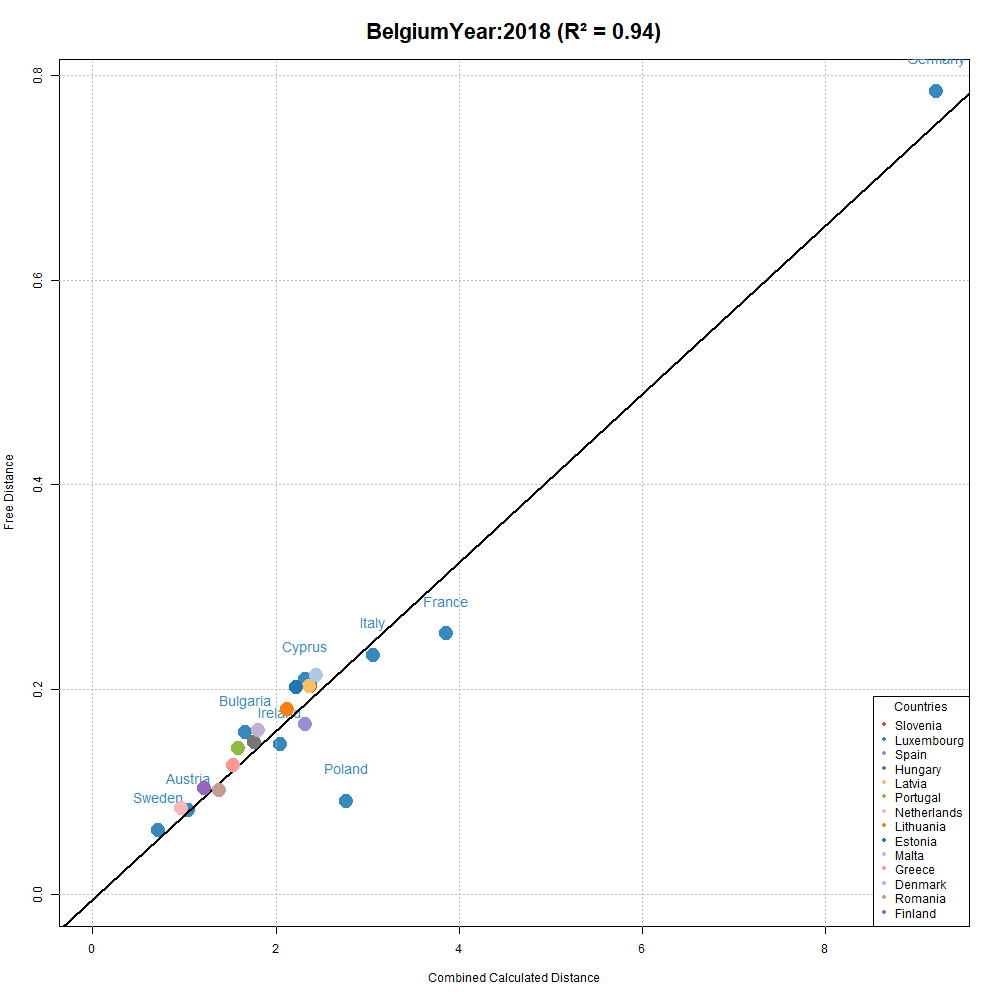 BelgiumYear:2018 (R² = 0.94)
Germany
0.8
0.6
0.4
0.2
0.0
Free Distance
France
Italy
Cyprus
Bulgaria
Ireland
Poland
Austria
Sweden
Countries
Slovenia
Luxembourg
Spain
Hungary
Latvia
Portugal
Netherlands
Lithuania
Estonia
Malta
Greece
Denmark
Romania
Finland
0 2 4 6 8
Combined Calculated Distance